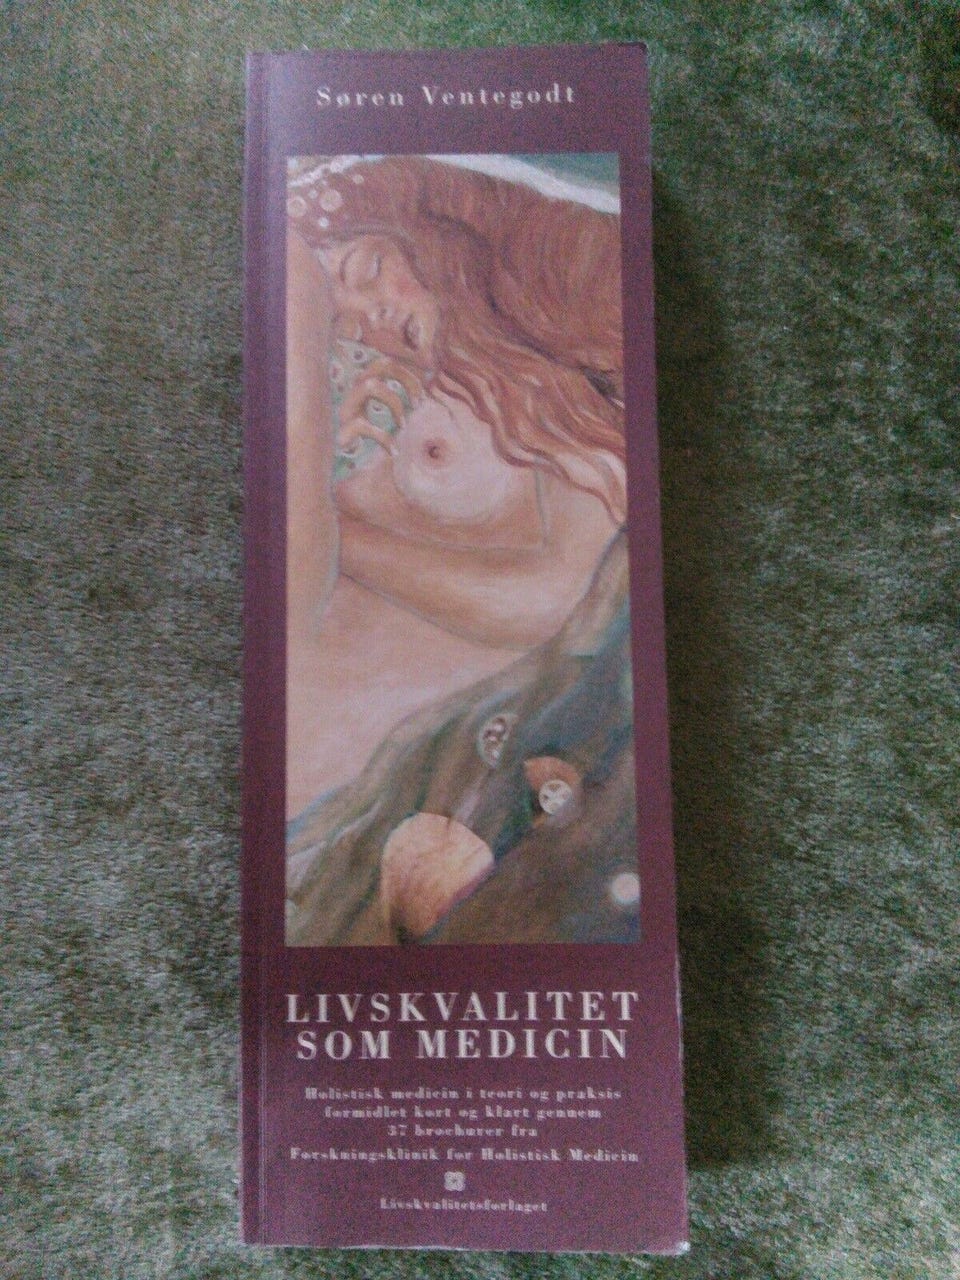 Søren Ventegodt
LIVSKVALITET
SOM MEDICIN
Holistisk medicin i teori og praksis
formidlet kort og klart gennem
37 brochurer fra
Forskningsklinik for Holistisk Medicin
Livskvalitetsforlaget